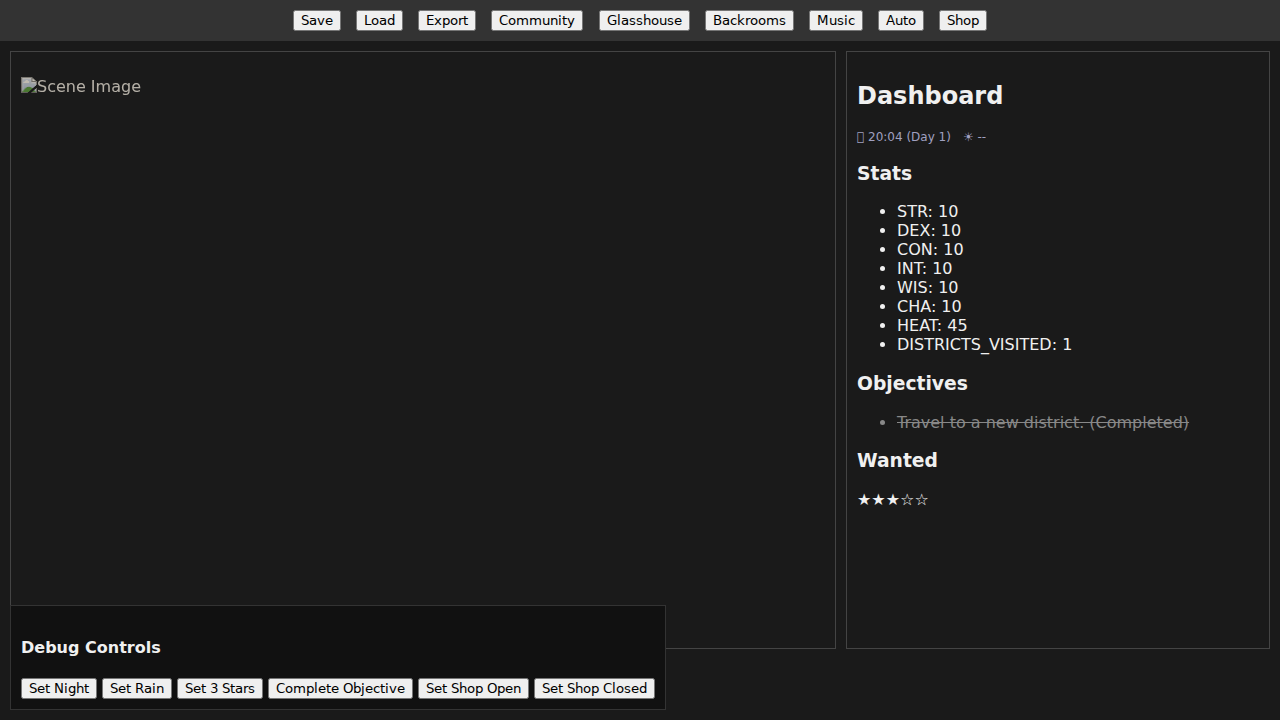 Save Load Export Community Glasshouse Backrooms Music Auto Shop
Scene Image
Dashboard
20:04 (Day 1) ☀ --
Stats
• STR: 10
• DEX: 10
• CON: 10
• INT: 10
• WIS: 10
• CHA: 10
• HEAT: 45
• DISTRICTS_VISITED: 1
Objectives
• Travel to a new district. (Completed)
Wanted
★★★☆☆
Debug Controls
Set Night Set Rain Set 3 Stars Complete Objective Set Shop Open Set Shop Closed